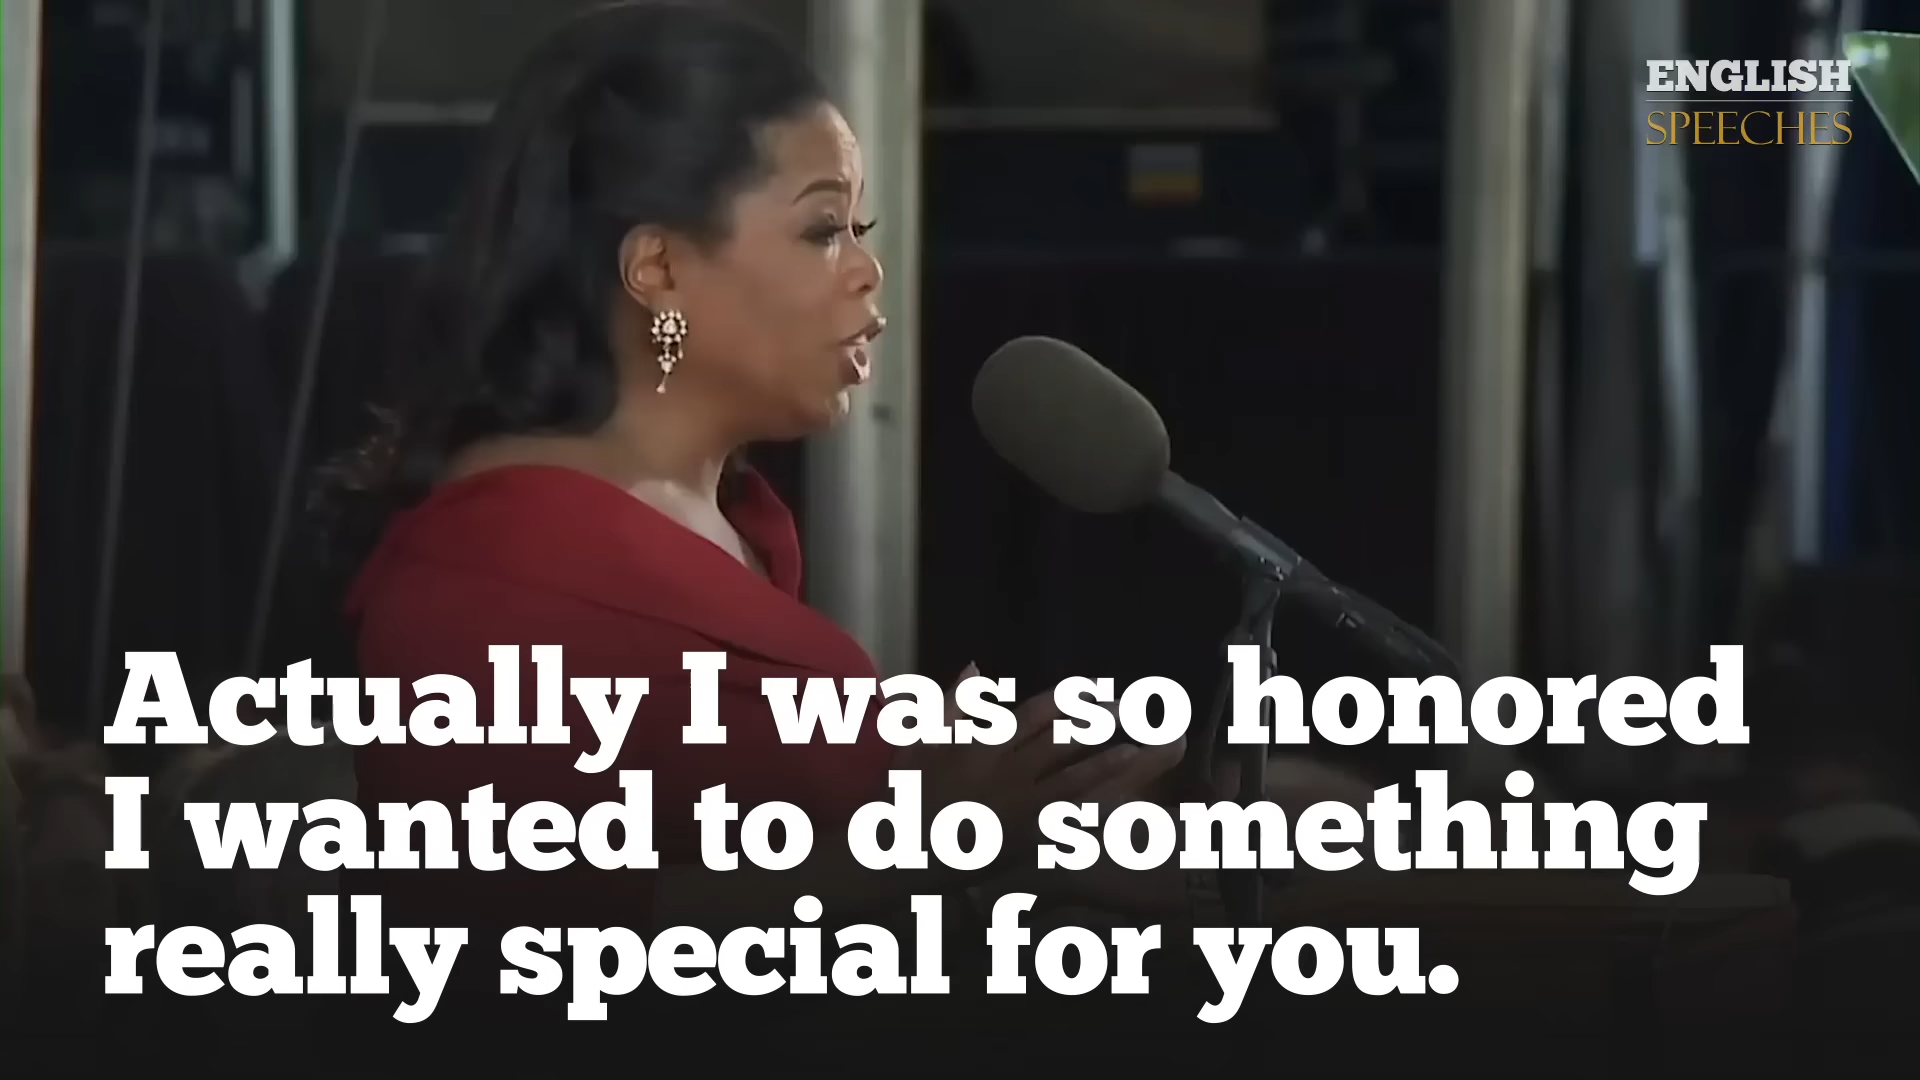 ENGLISH
SPEECHES
Actually I was so honored
I wanted to do something
really special for you.